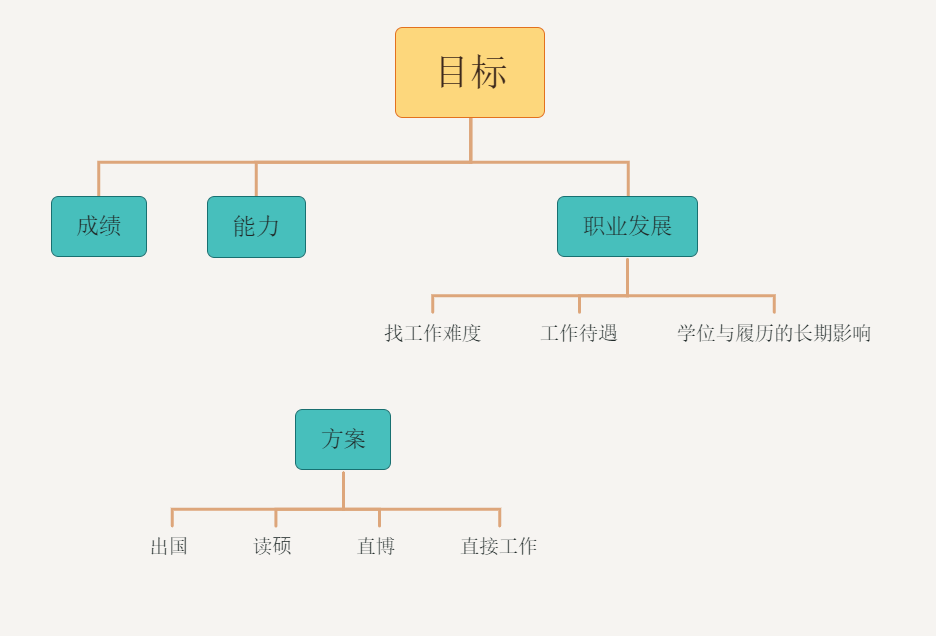 目标
成绩
能力
职业发展
找工作难度
工作待遇
学位与履历的长期影响
方案
出国
读硕
直博
直接工作